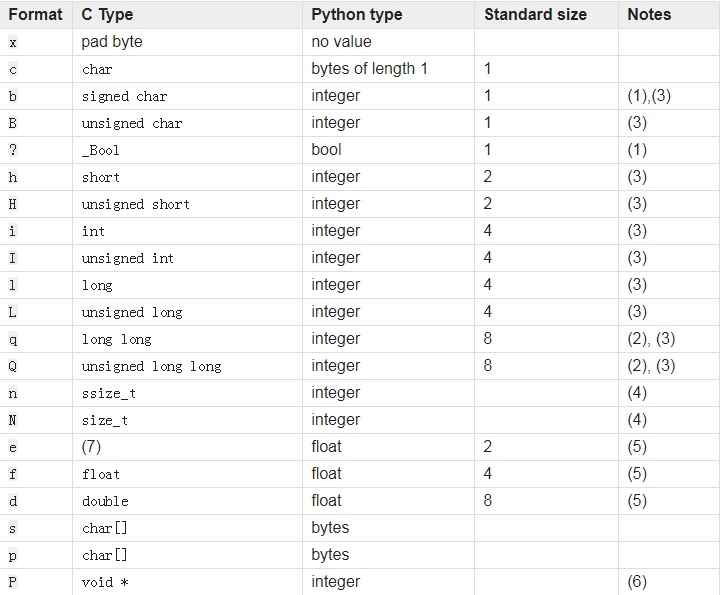 Format C Type Python type Standard size Notes
x pad byte no value
c char bytes of length 1 1
b signed char integer 1 (1),(3)
B unsigned char integer 1 (3)
? _Bool bool 1 (1)
h short integer 2 (3)
H unsigned short integer 2 (3)
i int integer 4 (3)
I unsigned int integer 4 (3)
l long integer 4 (3)
L unsigned long integer 4 (3)
q long long integer 8 (2), (3)
Q unsigned long long integer 8 (2), (3)
n ssize_t integer (4)
N size_t integer (4)
e (7) float 2 (5)
f float float 4 (5)
d double float 8 (5)
s char[] bytes
p char[] bytes
P void * integer (6)